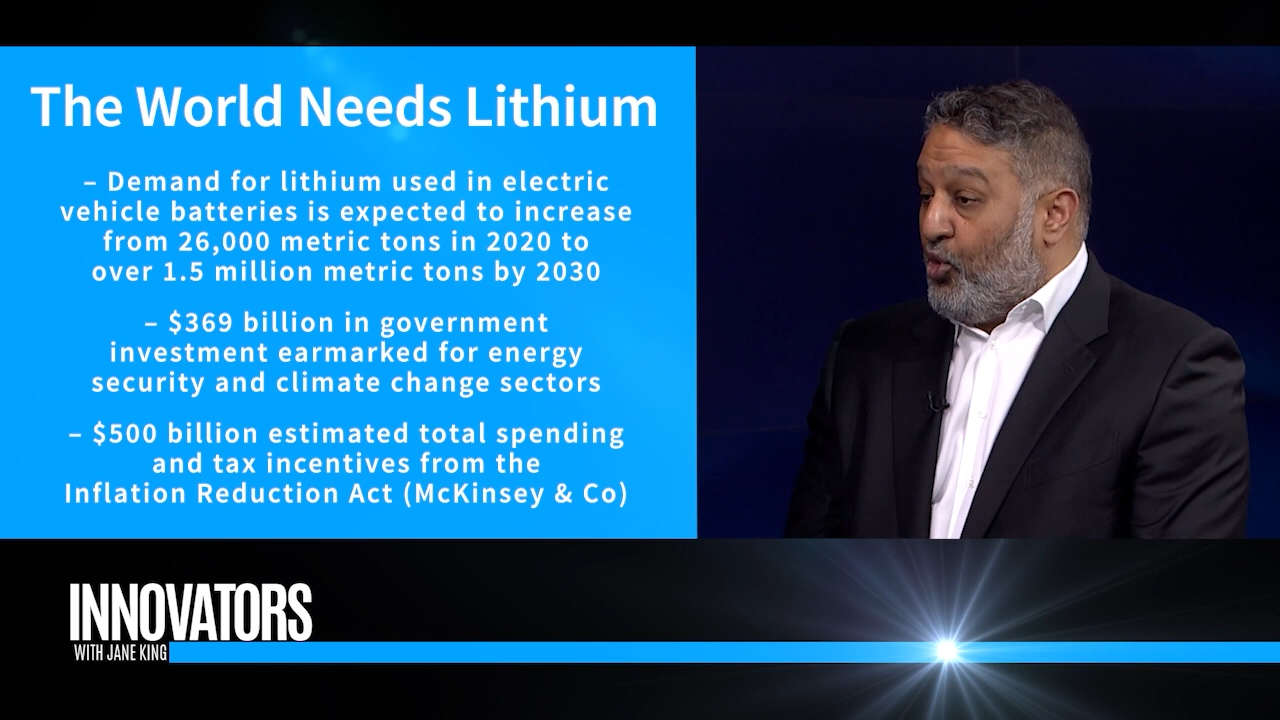 The World Needs Lithium
– Demand for lithium used in electric
vehicle batteries is expected to increase
from 26,000 metric tons in 2020 to
over 1.5 million metric tons by 2030
– $369 billion in government
investment earmarked for energy
security and climate change sectors
– $500 billion estimated total spending
and tax incentives from the
Inflation Reduction Act (McKinsey & Co)
INNOVATORS
WITH JANE KING